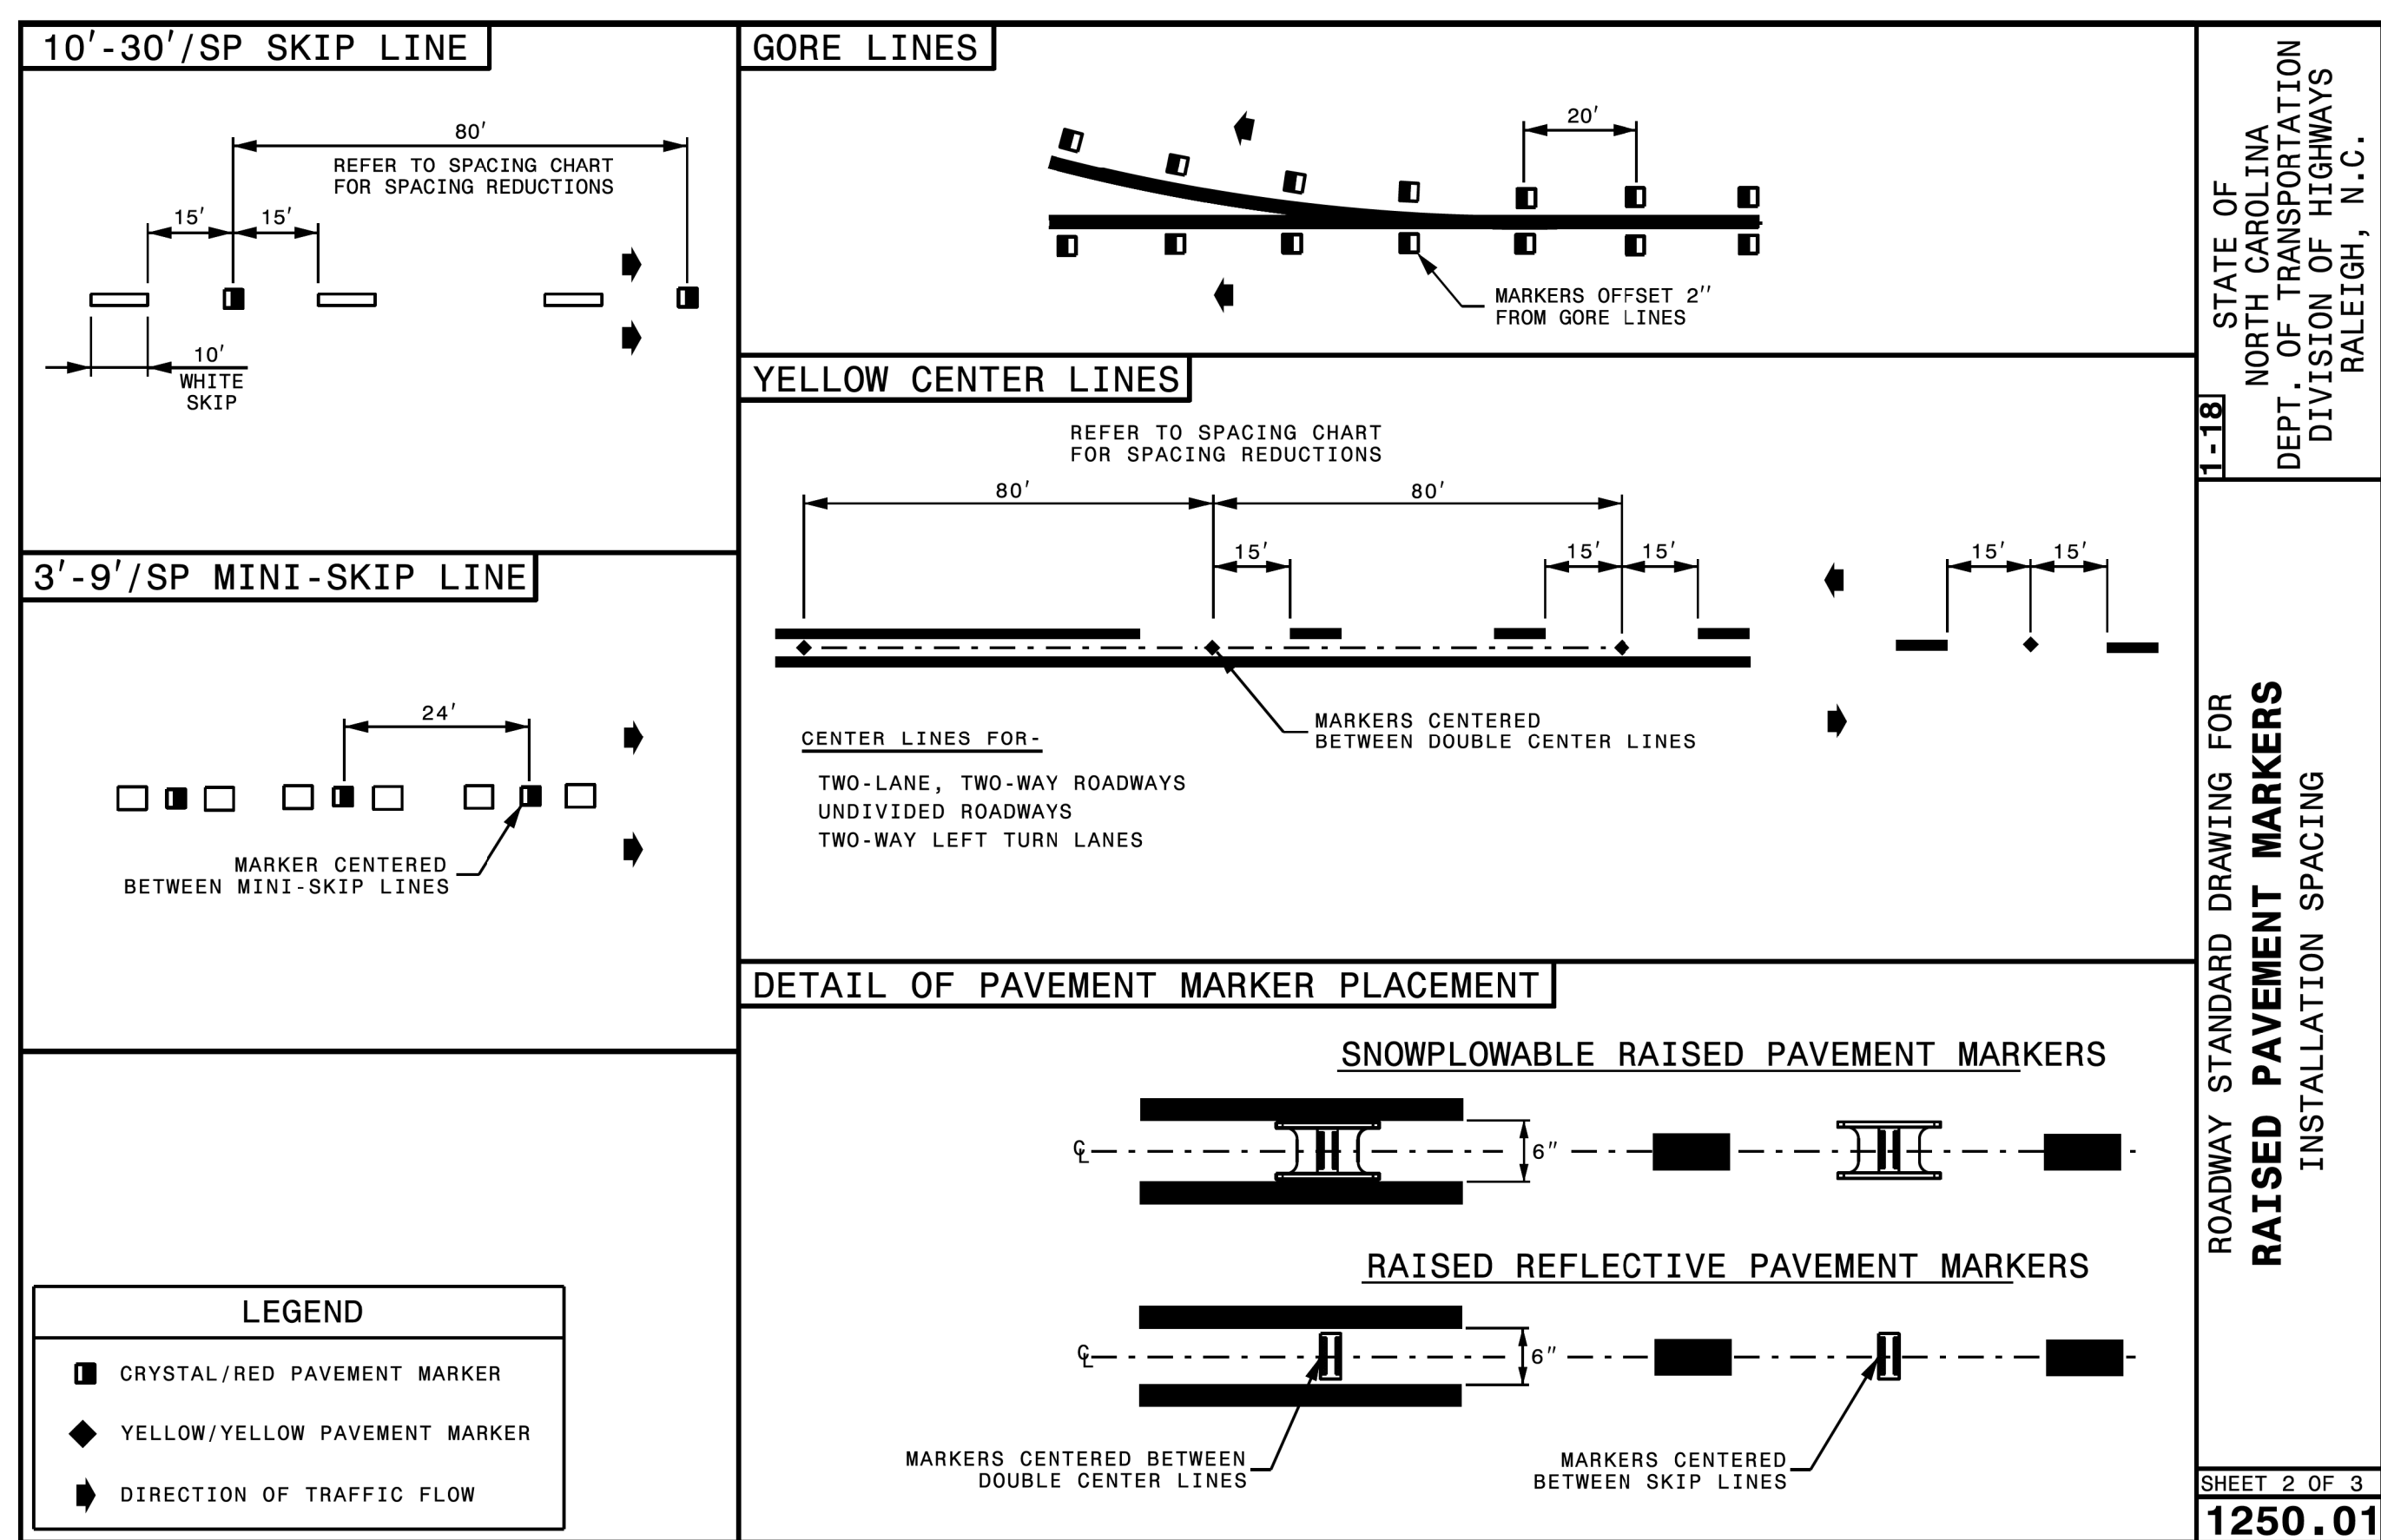 10'-30'/SP SKIP LINE
80'
REFER TO SPACING CHART
FOR SPACING REDUCTIONS
15'
15'
10'
WHITE
SKIP
3'-9'/SP MINI-SKIP LINE
24'
MARKER CENTERED
BETWEEN MINI-SKIP LINES
LEGEND
CRYSTAL/RED PAVEMENT MARKER
YELLOW/YELLOW PAVEMENT MARKER
DIRECTION OF TRAFFIC FLOW
GORE LINES
20'
MARKERS OFFSET 2"
FROM GORE LINES
YELLOW CENTER LINES
REFER TO SPACING CHART
FOR SPACING REDUCTIONS
80'
80'
15'
15'
15'
15'
15'
MARKERS CENTERED
BETWEEN DOUBLE CENTER LINES
CENTER LINES FOR-
TWO-LANE, TWO-WAY ROADWAYS
UNDIVIDED ROADWAYS
TWO-WAY LEFT TURN LANES
DETAIL OF PAVEMENT MARKER PLACEMENT
SNOWPLOWABLE RAISED PAVEMENT MARKERS
℄
6"
RAISED REFLECTIVE PAVEMENT MARKERS
℄
6"
MARKERS CENTERED BETWEEN
DOUBLE CENTER LINES
MARKERS CENTERED
BETWEEN SKIP LINES
1-18
STATE OF
NORTH CAROLINA
DEPT. OF TRANSPORTATION
DIVISION OF HIGHWAYS
RALEIGH, N.C.
ROADWAY STANDARD DRAWING FOR
RAISED PAVEMENT MARKERS
INSTALLATION SPACING
SHEET 2 OF 3
1250.01